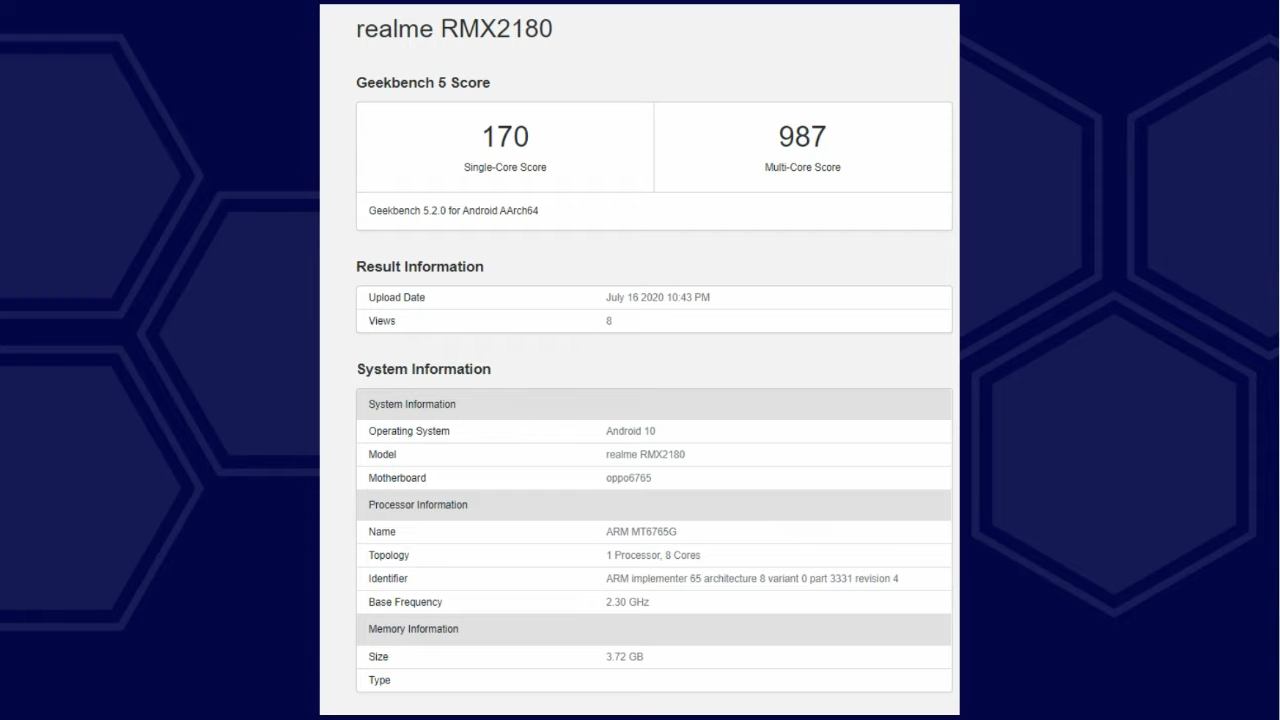 realme RMX2180
Geekbench 5 Score
170 987
Single-Core Score Multi-Core Score
Geekbench 5.2.0 for Android AArch64
Result Information
Upload Date July 16 2020 10:43 PM
Views 8
System Information
System Information
Operating System Android 10
Model realme RMX2180
Motherboard oppo6765
Processor Information
Name ARM MT6765G
Topology 1 Processor, 8 Cores
Identifier ARM implementer 65 architecture 8 variant 0 part 3331 revision 4
Base Frequency 2.30 GHz
Memory Information
Size 3.72 GB
Type